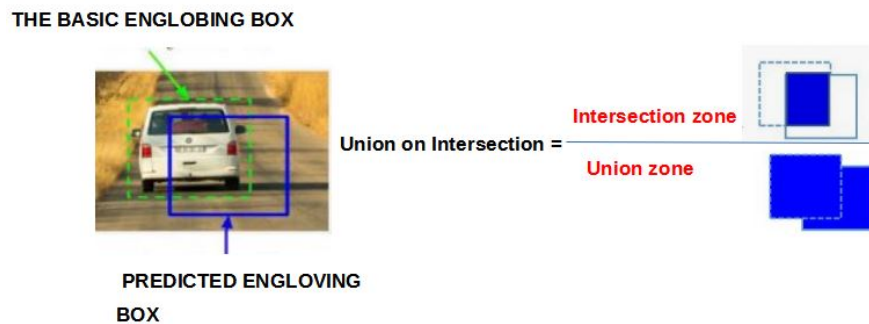 THE BASIC ENGLOBING BOX
Union on Intersection =
Intersection zone
Union zone
PREDICTED ENGLOVING
BOX